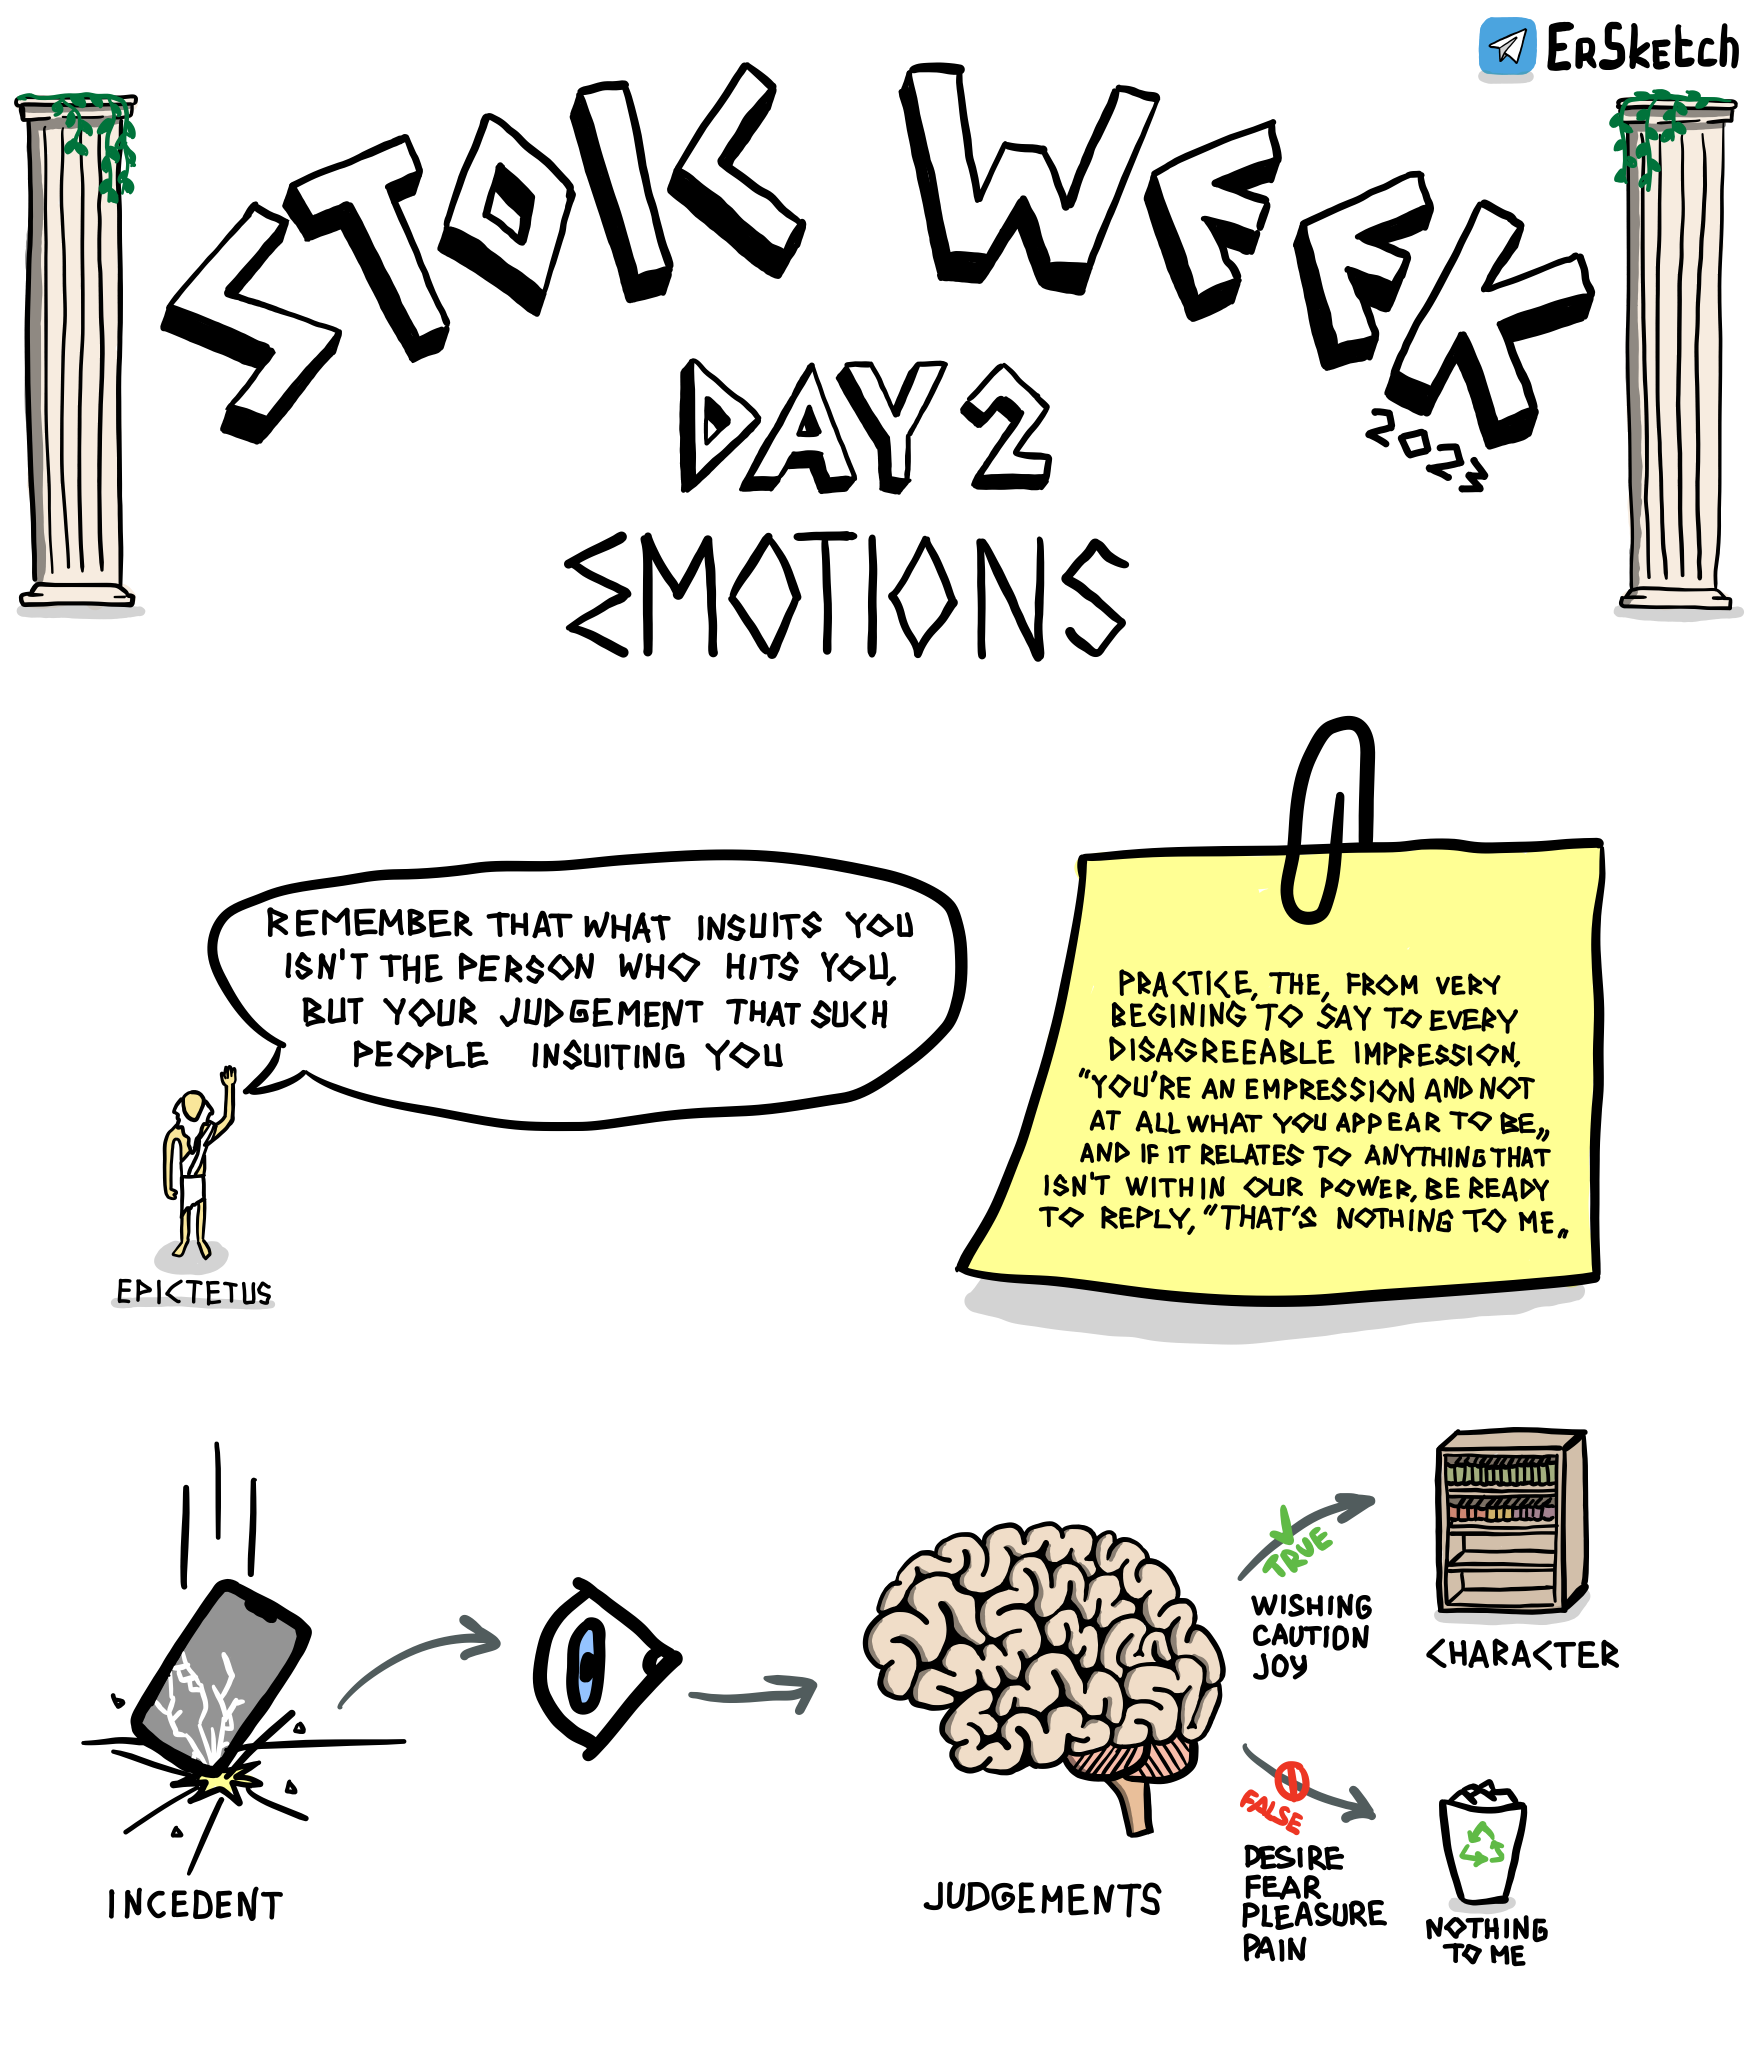 ErSketch
STOIC WEEK
2023
DAY 2
EMOTIONS
REMEMBER THAT WHAT INSUITS YOU
ISN'T THE PERSON WHO HITS YOU,
BUT YOUR JUDGEMENT THAT SUCH
PEOPLE INSUITING YOU
EPICTETUS
PRACTICE, THE, FROM VERY
BEGINING TO SAY TO EVERY
DISAGREEABLE IMPRESSION,
"YOU'RE AN EMPRESSION AND NOT
AT ALL WHAT YOU APPEAR TO BE„
AND IF IT RELATES TO ANYTHING THAT
ISN'T WITHIN OUR POWER, BE READY
TO REPLY, "THAT'S NOTHING TO ME„
TRUE
WISHING
CAUTION
JOY
CHARACTER
FALSE
DESIRE
FEAR
PLEASURE
PAIN
NOTHING
TO ME
INCEDENT
JUDGEMENTS